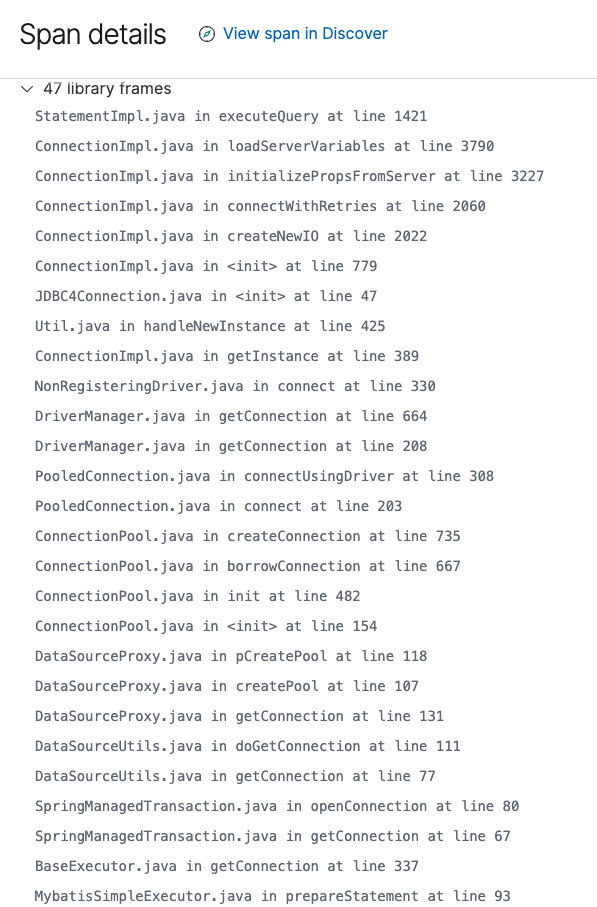 Span details
View span in Discover
47 library frames
StatementImpl.java in executeQuery at line 1421
ConnectionImpl.java in loadServerVariables at line 3790
ConnectionImpl.java in initializePropsFromServer at line 3227
ConnectionImpl.java in connectWithRetries at line 2060
ConnectionImpl.java in createNewIO at line 2022
ConnectionImpl.java in <init> at line 779
JDBC4Connection.java in <init> at line 47
Util.java in handleNewInstance at line 425
ConnectionImpl.java in getInstance at line 389
NonRegisteringDriver.java in connect at line 330
DriverManager.java in getConnection at line 664
DriverManager.java in getConnection at line 208
PooledConnection.java in connectUsingDriver at line 308
PooledConnection.java in connect at line 203
ConnectionPool.java in createConnection at line 735
ConnectionPool.java in borrowConnection at line 667
ConnectionPool.java in init at line 482
ConnectionPool.java in <init> at line 154
DataSourceProxy.java in pCreatePool at line 118
DataSourceProxy.java in createPool at line 107
DataSourceProxy.java in getConnection at line 131
DataSourceUtils.java in doGetConnection at line 111
DataSourceUtils.java in getConnection at line 77
SpringManagedTransaction.java in openConnection at line 80
SpringManagedTransaction.java in getConnection at line 67
BaseExecutor.java in getConnection at line 337
MybatisSimpleExecutor.java in prepareStatement at line 93